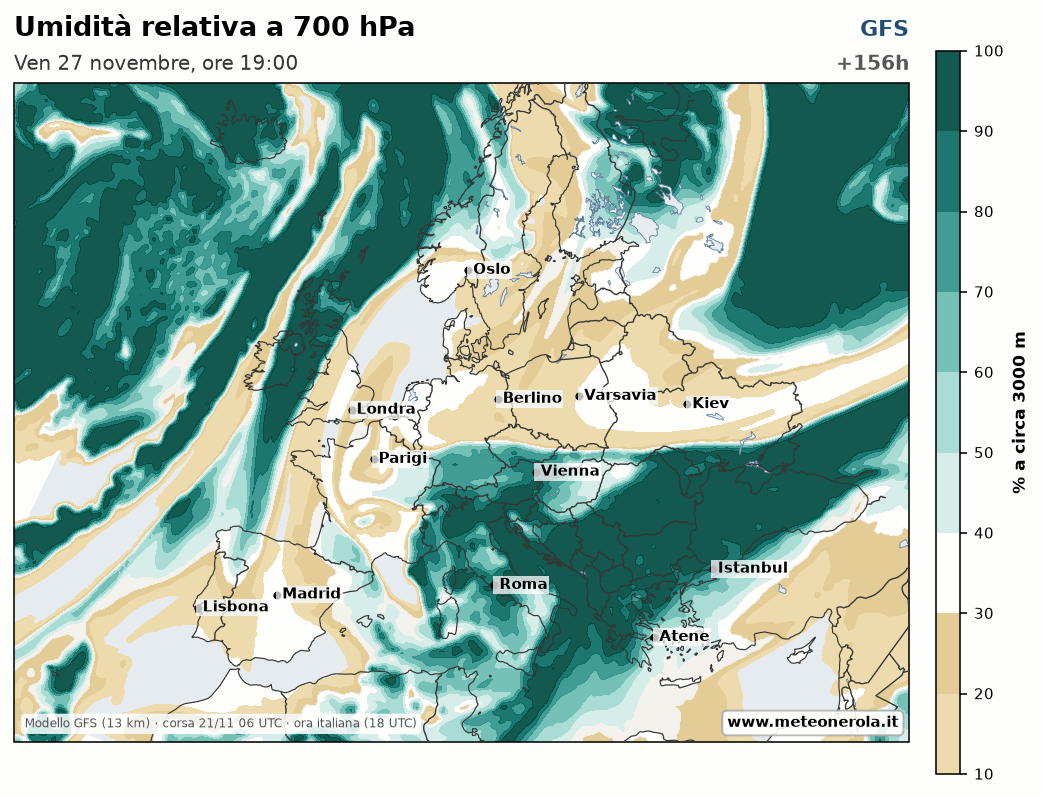 Umidità relativa a 700 hPa
GFS
Ven 27 novembre, ore 19:00
+156h
100
90
80
70
60
50
40
30
20
10
% a circa 3000 m
Oslo
Londra
Berlino
Varsavia
Kiev
Parigi
Vienna
Istanbul
Roma
Madrid
Lisbona
Atene
Modello GFS (13 km) · corsa 21/11 06 UTC · ora italiana (18 UTC)
www.meteonerola.it